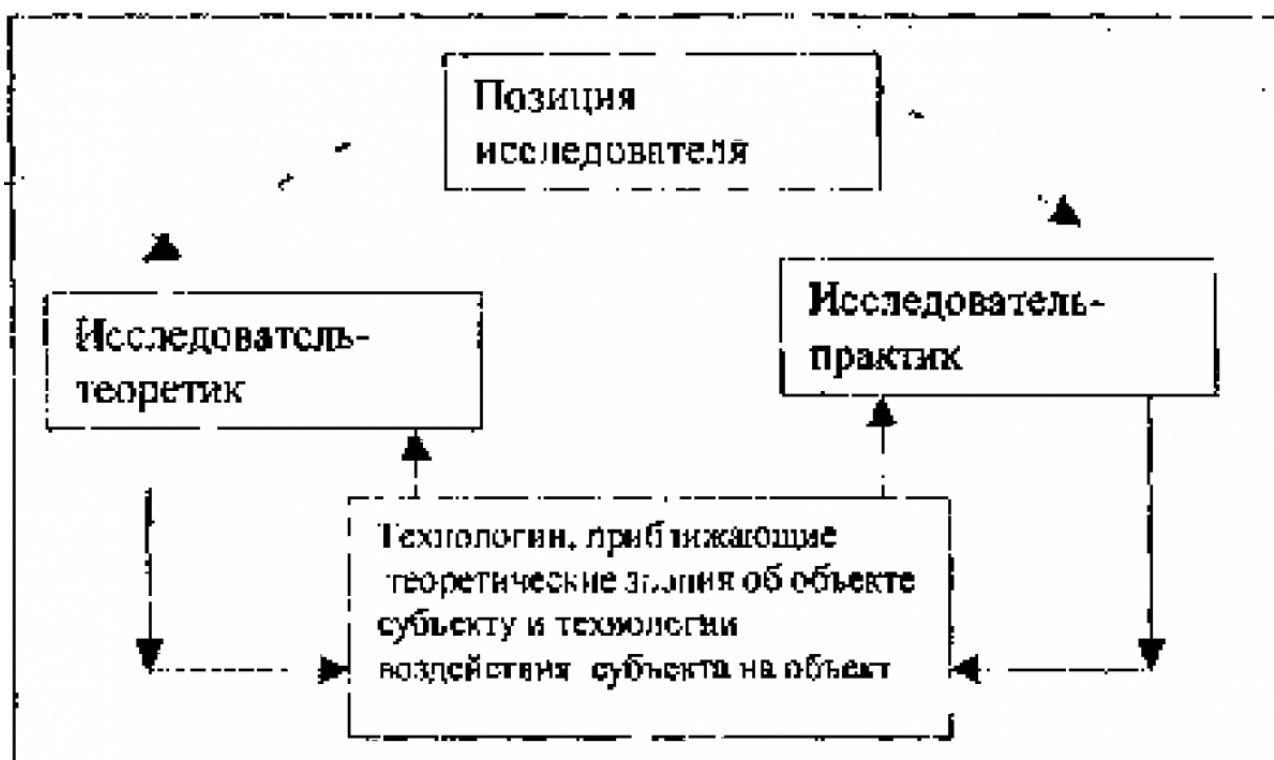 Позиция
исследователя
Исследователь-
теоретик
Исследователь-
практик
Технологии, приближающие
теоретические знания об объекте
субъекту и технологии
воздействия субъекта на объект